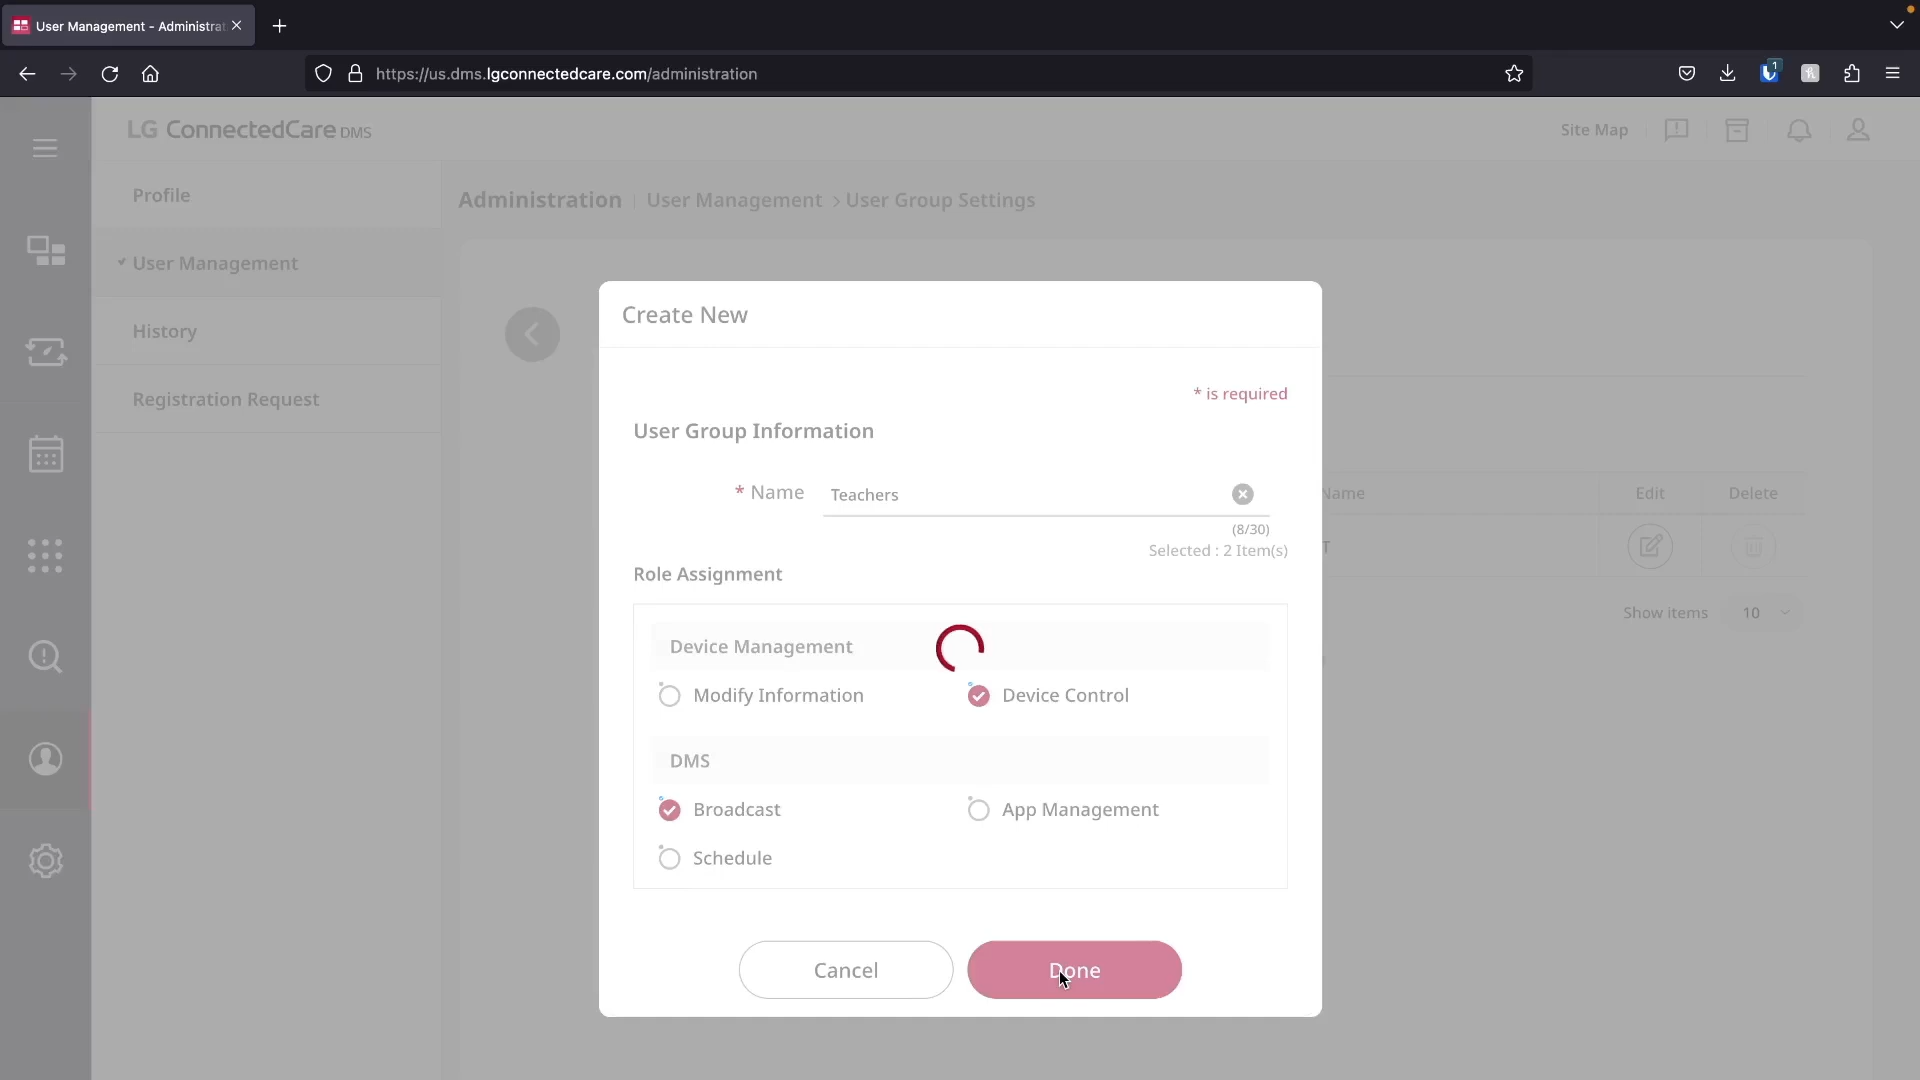 User Management - Administrat
https://us.dms.lgconnectedcare.com/administration
1
LG ConnectedCare DMS
Site Map
Profile
User Management
History
Registration Request
Administration
User Management > User Group Settings
Create New
* is required
User Group Information
* Name
Teachers
(8/30)
Selected : 2 Item(s)
Role Assignment
Device Management
Modify Information
Device Control
DMS
Broadcast
App Management
Schedule
Cancel
Done
Name
Edit
Delete
T
Show items
10